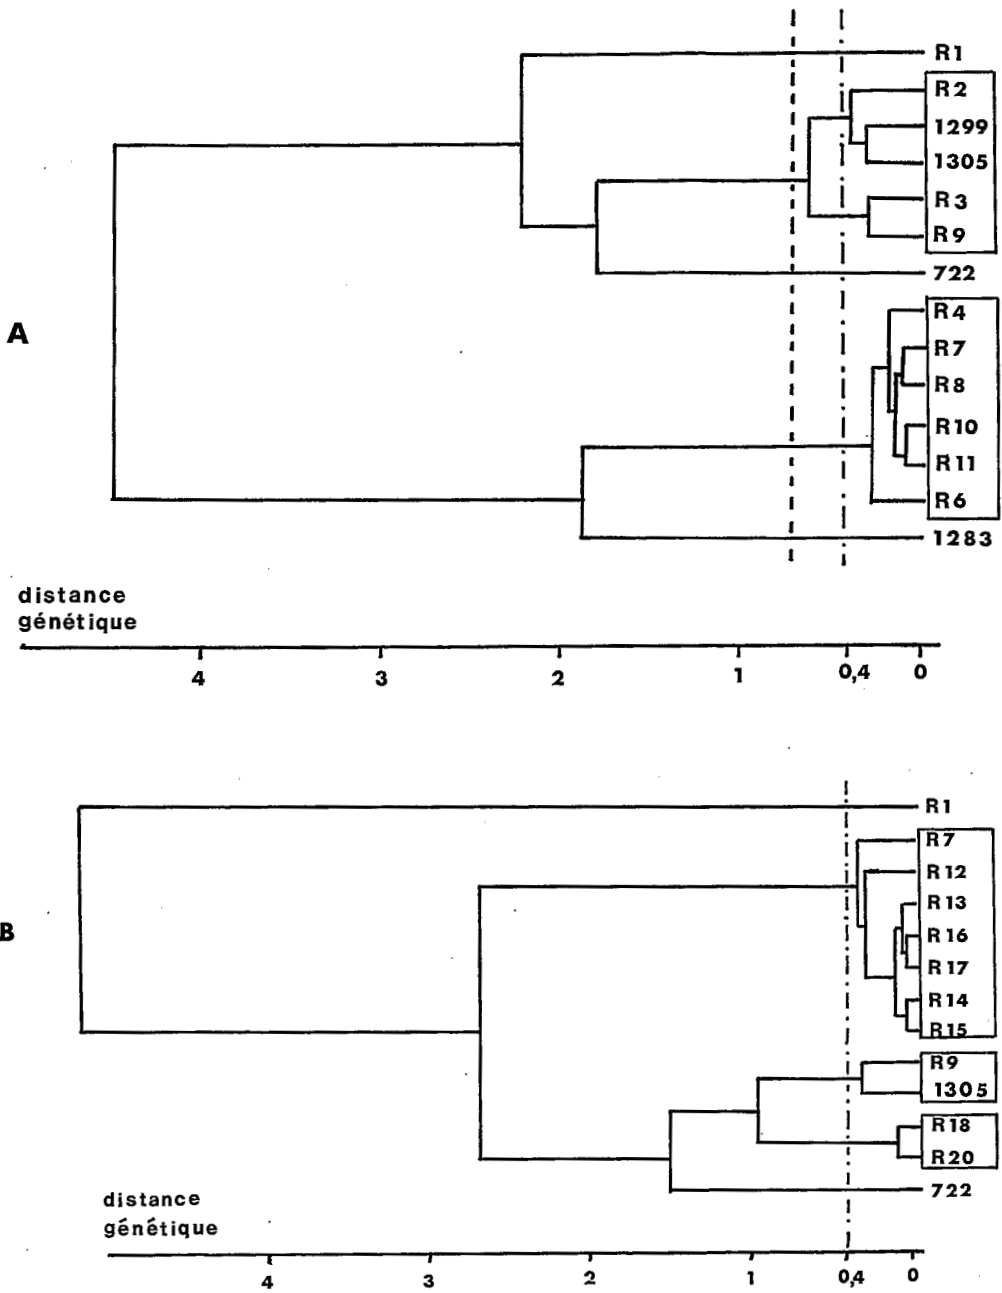 R1
R2
1299
1305
R3
R9
722
A
R4
R7
R8
R10
R11
R6
1283
distance
génétique
4 3 2 1 0,4 0
R1
R7
R12
R13
B
R16
R17
R14
R15
R9
1305
R18
R20
722
distance
génétique
4 3 2 1 0,4 0